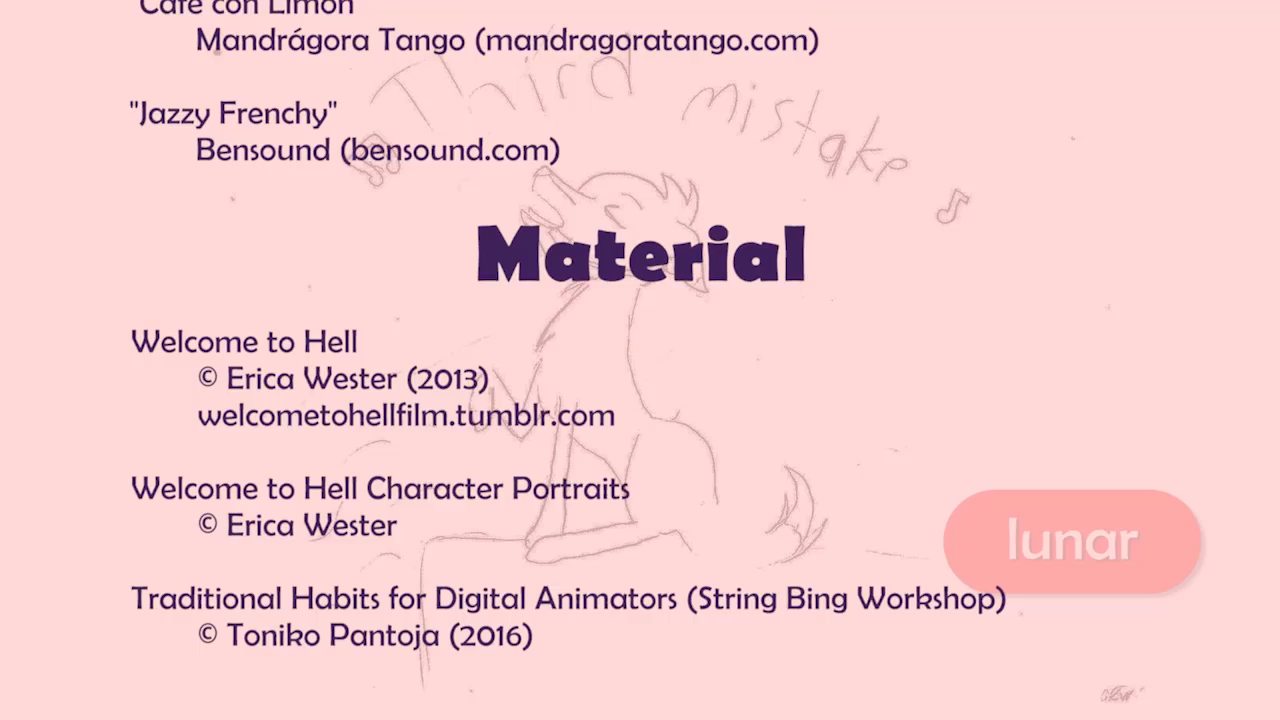 "Café con Limón"
Mandrágora Tango (mandragoratango.com)
Third mistake
"Jazzy Frenchy"
Bensound (bensound.com)
Material
Welcome to Hell
© Erica Wester (2013)
welcometohellfilm.tumblr.com
Welcome to Hell Character Portraits
© Erica Wester
lunar
Traditional Habits for Digital Animators (String Bing Workshop)
© Toniko Pantoja (2016)